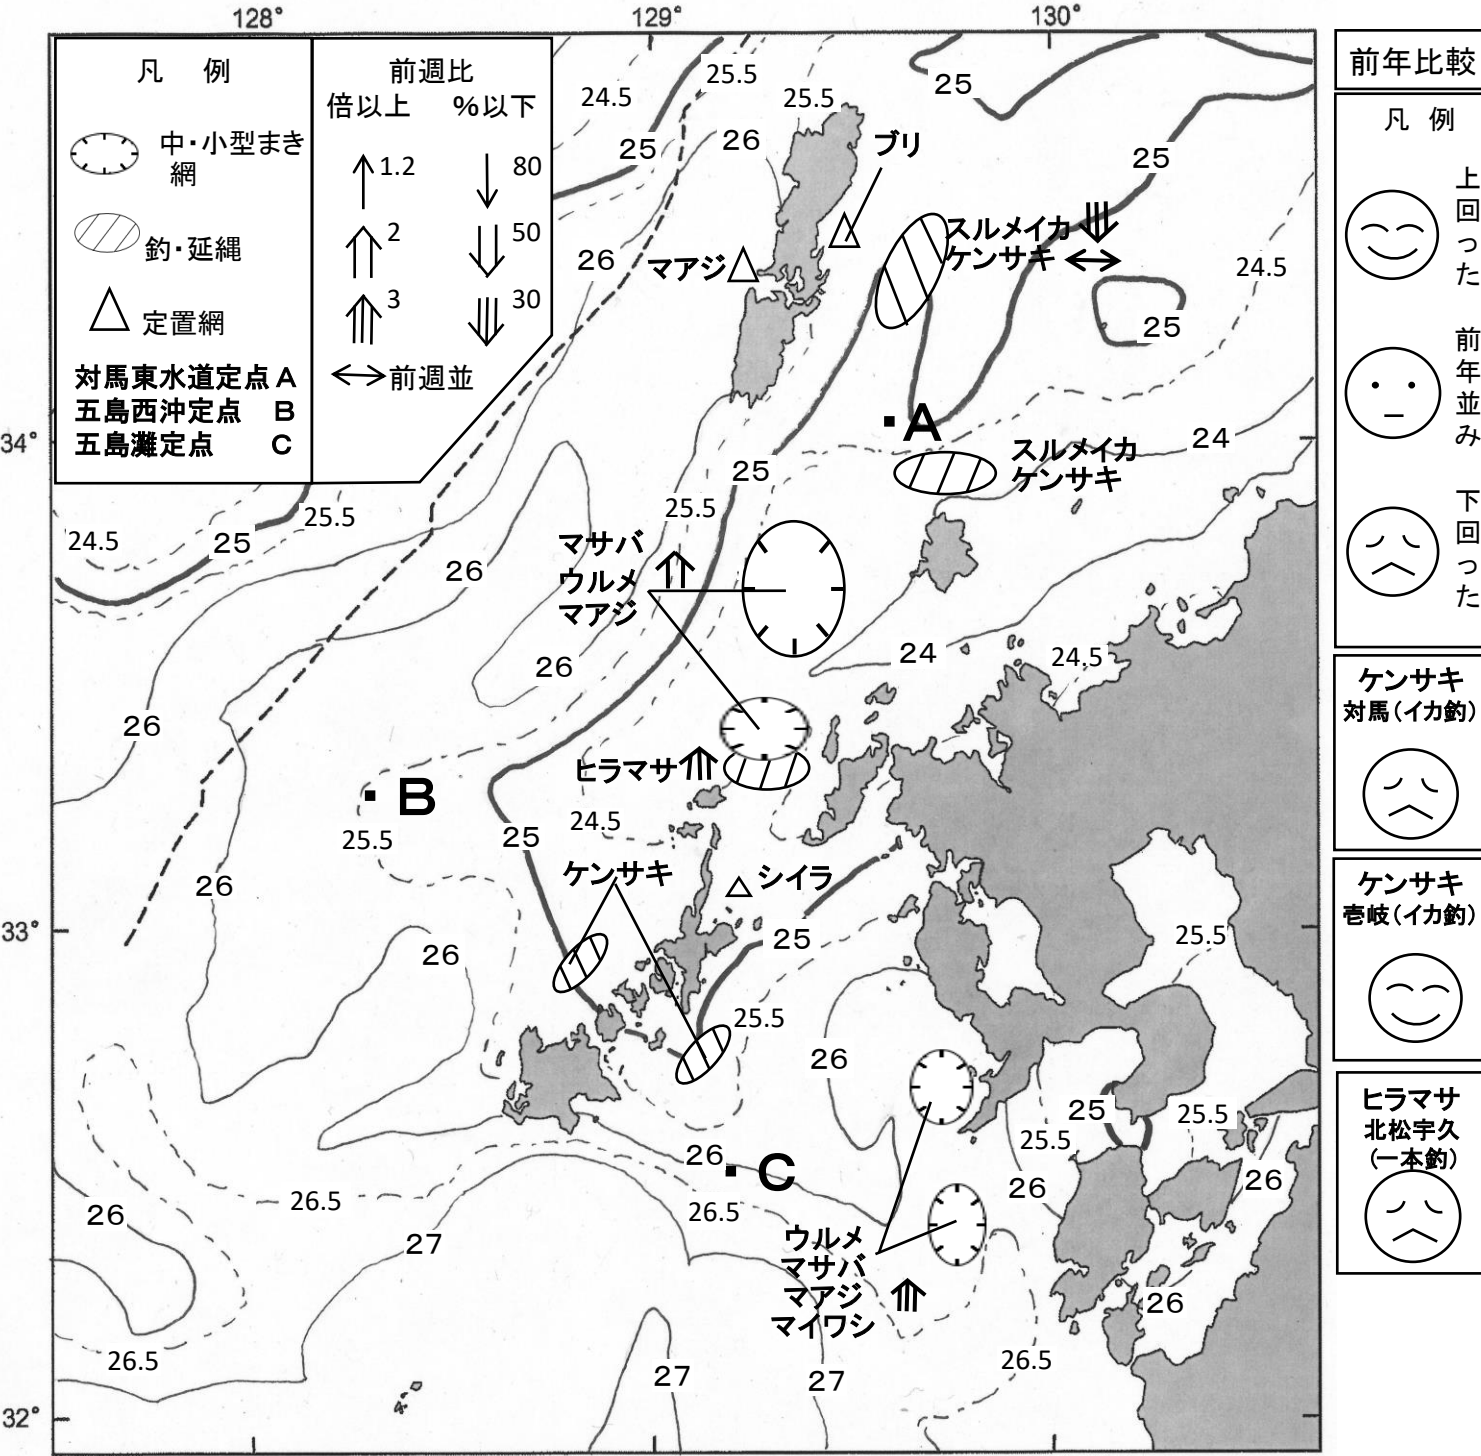 128°
129°
130°
凡 例
中・小型まき
網
釣・延縄
定置網
対馬東水道定点 A
五島西沖定点 B
五島灘定点 C
前週比
倍以上 %以下
1.2 80
2 50
3 30
前週並
24.5
25.5
25.5
25
25
26
25
26
24.5
25
ブリ
マアジ
スルメイカ
ケンサキ
34°
A
24
スルメイカ
ケンサキ
25
25.5
25.5
24.5
25
26
マサバ
ウルメ
マアジ
26
24
24.5
26
ヒラマサ
B
25.5
24.5
25
26
ケンサキ
シイラ
33°
25
25.5
26
25.5
26
25
25.5
25.5
26
C
26
26
26.5
26.5
26
27
ウルメ
マサバ
マアジ
マイワシ
26
26.5
26.5
27
27
32°
前年比較
凡 例
上回った
前年並み
下回った
ケンサキ
対馬(イカ釣)
ケンサキ
壱岐(イカ釣)
ヒラマサ
北松宇久
(一本釣)